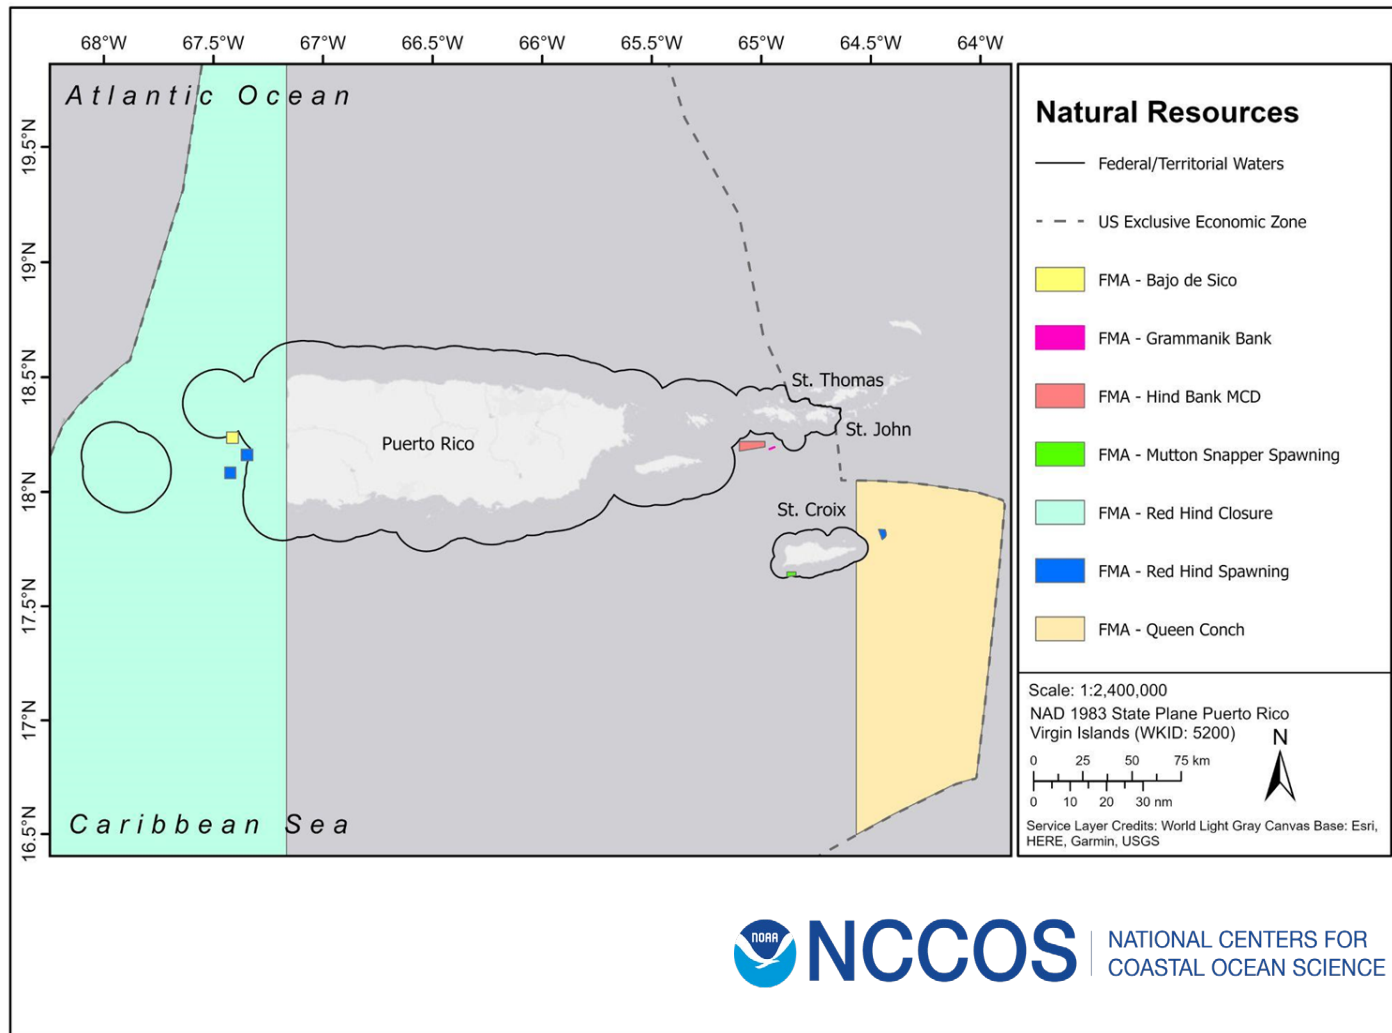 68°W 67.5°W 67°W 66.5°W 66°W 65.5°W 65°W 64.5°W 64°W
19.5°N
19°N
18.5°N
18°N
17.5°N
17°N
16.5°N
Atlantic Ocean
St. Thomas
St. John
Puerto Rico
St. Croix
Caribbean Sea
Natural Resources
Federal/Territorial Waters
US Exclusive Economic Zone
FMA - Bajo de Sico
FMA - Grammanik Bank
FMA - Hind Bank MCD
FMA - Mutton Snapper Spawning
FMA - Red Hind Closure
FMA - Red Hind Spawning
FMA - Queen Conch
Scale: 1:2,400,000
NAD 1983 State Plane Puerto Rico
Virgin Islands (WKID: 5200)
N
0 25 50 75 km
0 10 20 30 nm
Service Layer Credits: World Light Gray Canvas Base: Esri,
HERE, Garmin, USGS
NOAA
NCCOS
NATIONAL CENTERS FOR
COASTAL OCEAN SCIENCE